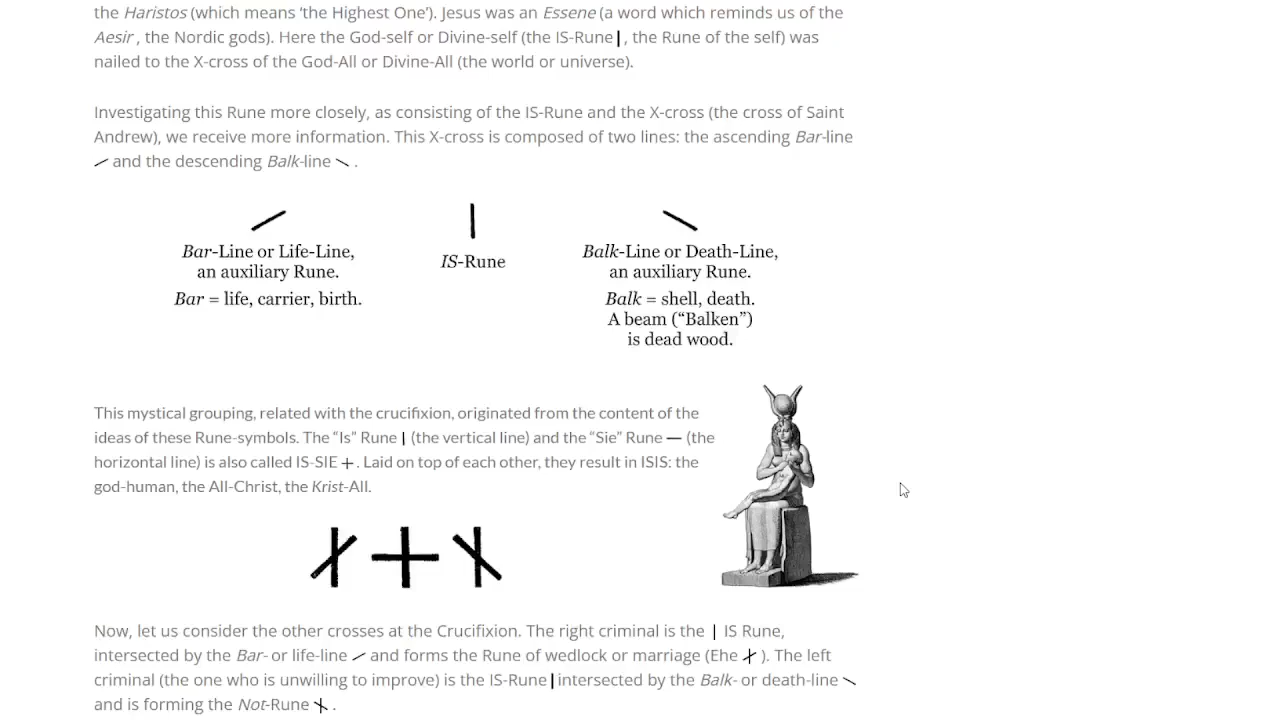 the Haristos (which means ‘the Highest One’). Jesus was an Essene (a word which reminds us of the
Aesir , the Nordic gods). Here the God-self or Divine-self (the IS-Rune | , the Rune of the self) was
nailed to the X-cross of the God-All or Divine-All (the world or universe).
Investigating this Rune more closely, as consisting of the IS-Rune and the X-cross (the cross of Saint
Andrew), we receive more information. This X-cross is composed of two lines: the ascending Bar-line
and the descending Balk-line .
Bar-Line or Life-Line,
an auxiliary Rune.
Bar = life, carrier, birth.
IS-Rune
Balk-Line or Death-Line,
an auxiliary Rune.
Balk = shell, death.
A beam (“Balken”)
is dead wood.
This mystical grouping, related with the crucifixion, originated from the content of the
ideas of these Rune-symbols. The “Is” Rune | (the vertical line) and the “Sie” Rune — (the
horizontal line) is also called IS-SIE + . Laid on top of each other, they result in ISIS: the
god-human, the All-Christ, the Krist-All.
Now, let us consider the other crosses at the Crucifixion. The right criminal is the | IS Rune,
intersected by the Bar- or life-line and forms the Rune of wedlock or marriage (Ehe ). The left
criminal (the one who is unwilling to improve) is the IS-Rune | intersected by the Balk- or death-line
and is forming the Not-Rune .